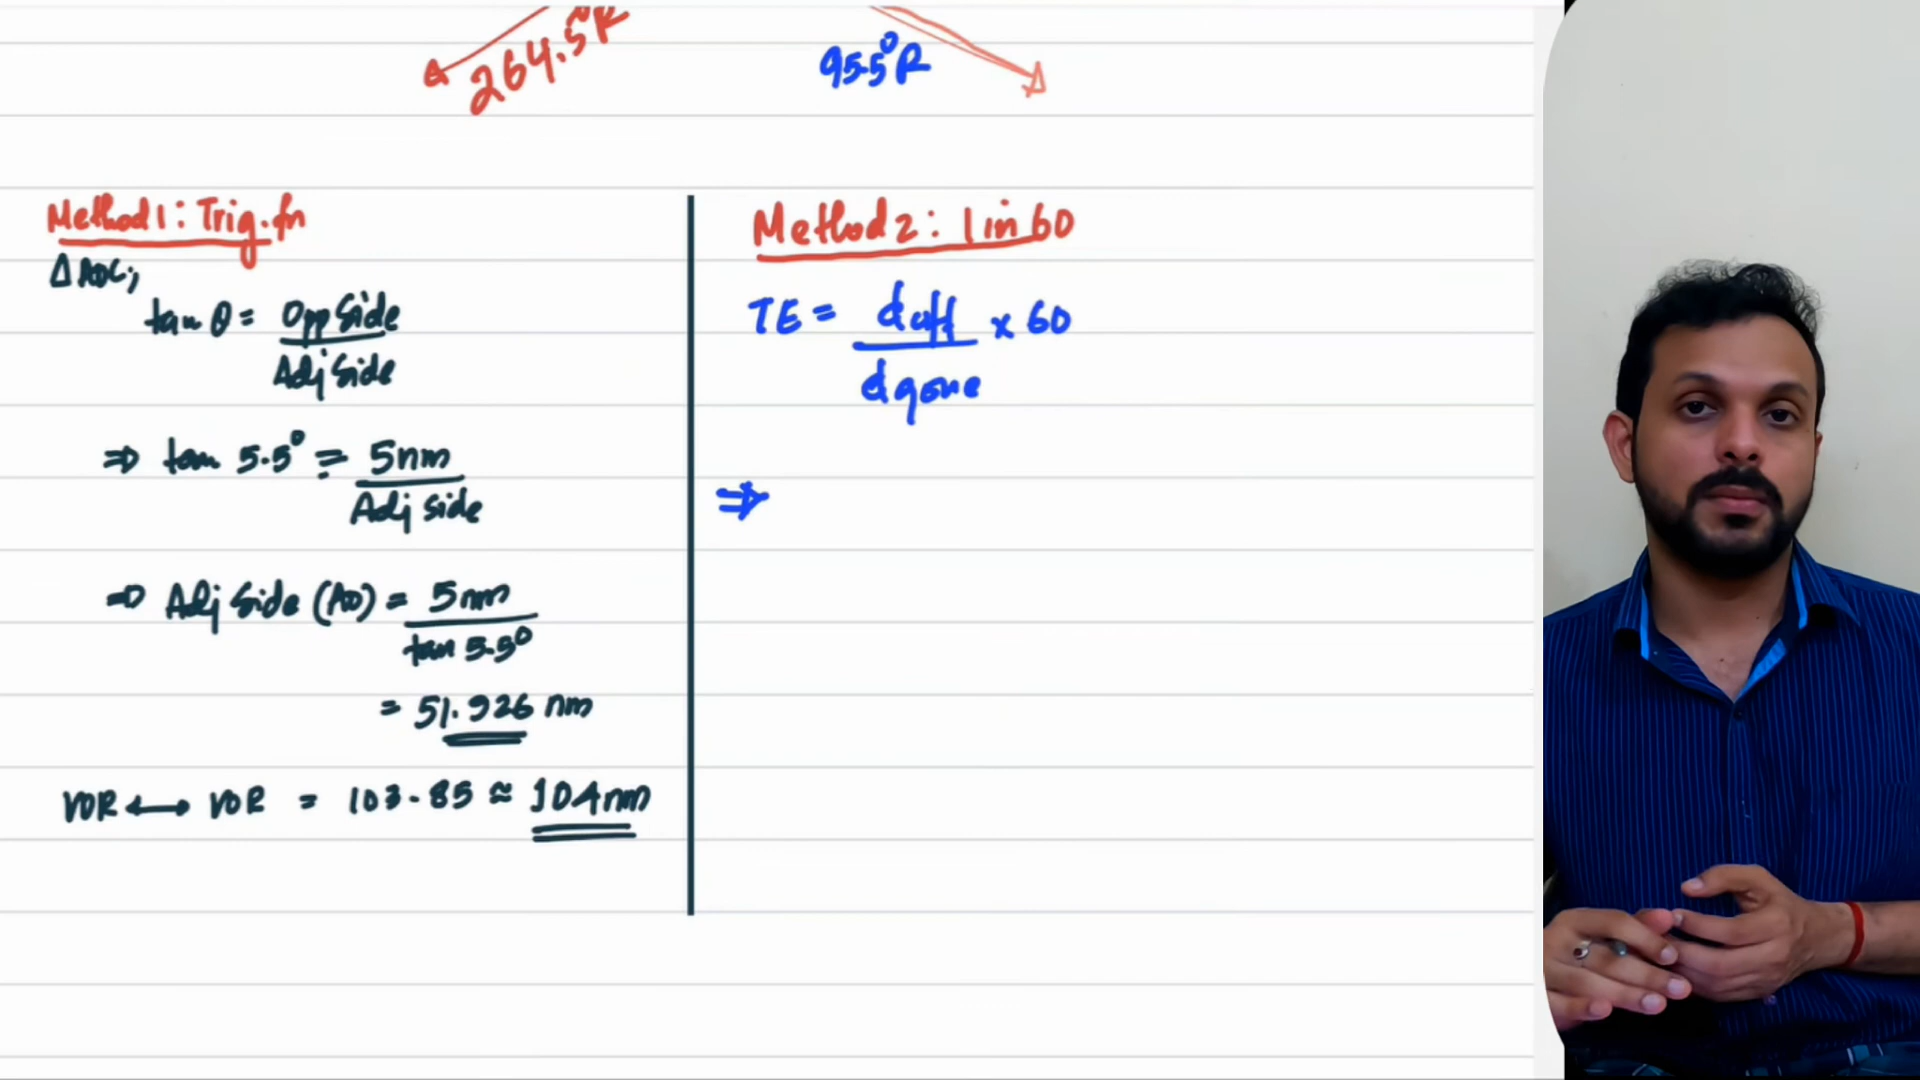 264.5°R
95.5°R
Method 1: Trig. fn
Δ ADC;
tan θ = Opp Side
Adj Side
⇒ tan 5.5° = 5nm
Adj side
⇒ Adj Side (AD) = 5nm
tan 5.5°
= 51.926 nm
VOR ↔ VOR = 103.85 ≈ 104nm
Method 2: 1 in 60
TE = d off × 60
d gone
⇒